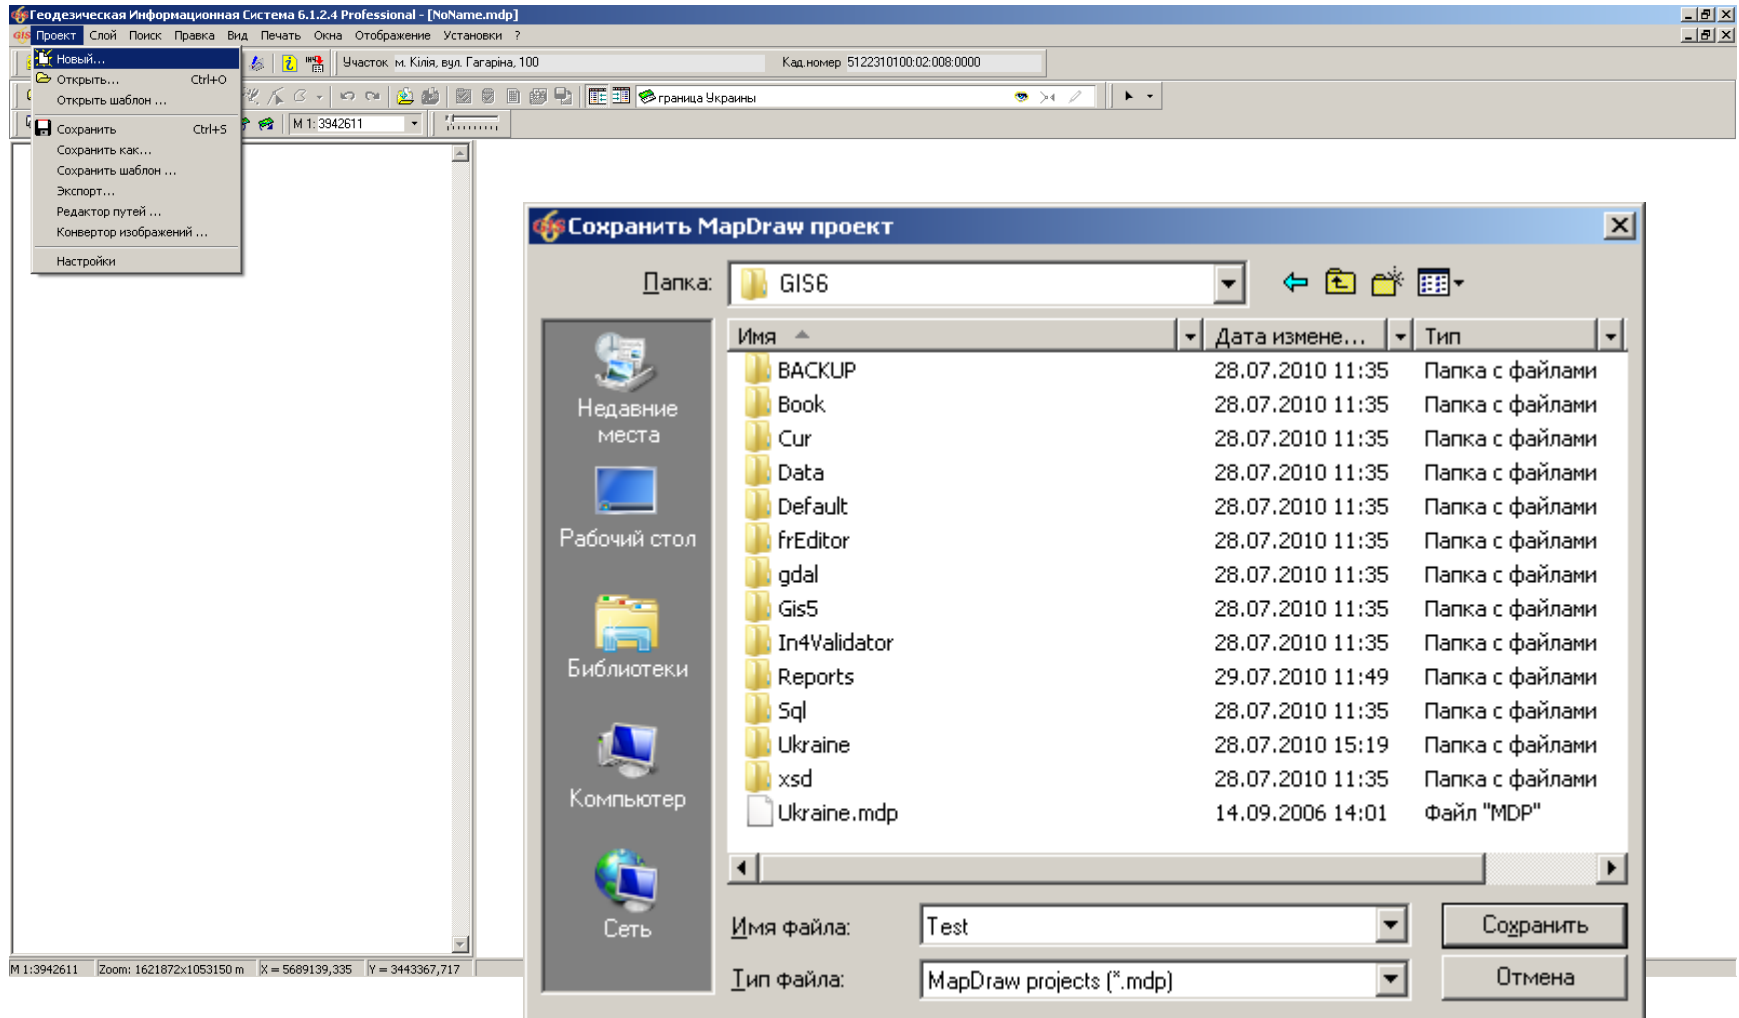 Геодезическая Информационная Система 6.1.2.4 Professional - [NoName.mdp]
GIS Проект Слой Поиск Правка Вид Печать Окна Отображение Установки ?
Новый...
Участок м. Кілія, вул. Гагаріна, 100
Кад.номер 5122310100:02:008:0000
Открыть... Ctrl+O
Открыть шаблон ...
граница Украины
Сохранить Ctrl+S
М 1: 3942611
Сохранить как...
Сохранить шаблон ...
Экспорт...
Редактор путей ...
Конвертор изображений ...
Настройки
Сохранить MapDraw проект
Папка: GIS6
Имя Дата измене... Тип
BACKUP 28.07.2010 11:35 Папка с файлами
Book 28.07.2010 11:35 Папка с файлами
Cur 28.07.2010 11:35 Папка с файлами
Data 28.07.2010 11:35 Папка с файлами
Default 28.07.2010 11:35 Папка с файлами
frEditor 28.07.2010 11:35 Папка с файлами
gdal 28.07.2010 11:35 Папка с файлами
Gis5 28.07.2010 11:35 Папка с файлами
In4Validator 28.07.2010 11:35 Папка с файлами
Reports 29.07.2010 11:49 Папка с файлами
Sql 28.07.2010 11:35 Папка с файлами
Ukraine 28.07.2010 15:19 Папка с файлами
xsd 28.07.2010 11:35 Папка с файлами
Ukraine.mdp 14.09.2006 14:01 Файл "MDP"
Недавние
места
Рабочий стол
Библиотеки
Компьютер
Сеть
Имя файла: Test Сохранить
Тип файла: MapDraw projects (*.mdp) Отмена
М 1:3942611 Zoom: 1621872x1053150 m X = 5689139,335 Y = 3443367,717